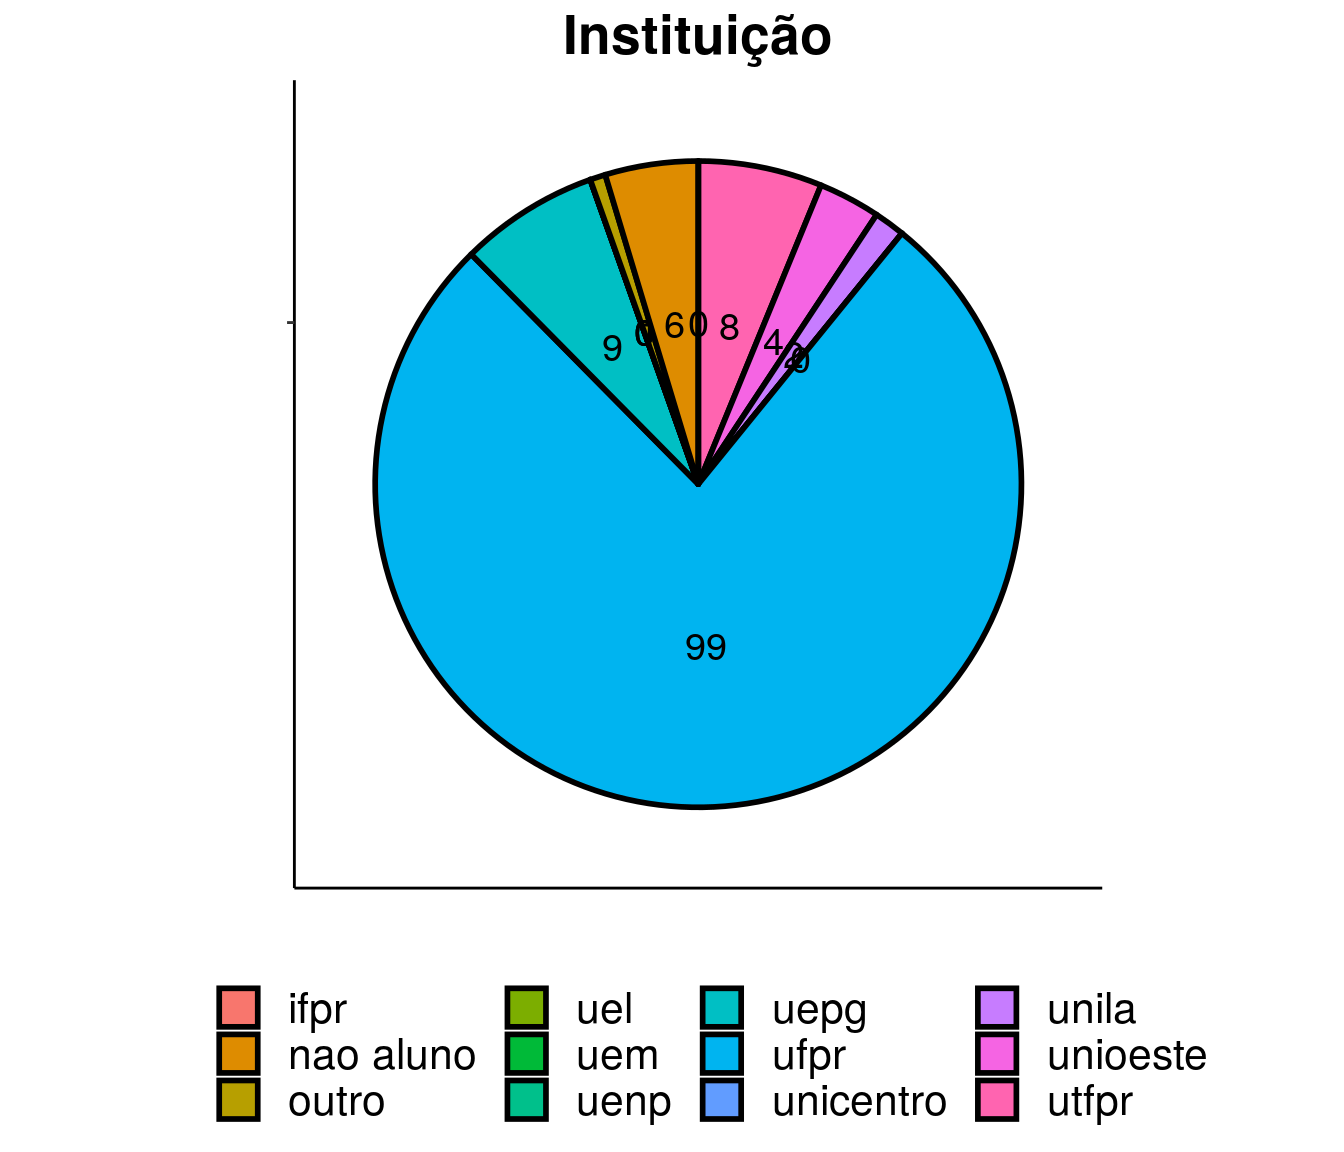 Instituição
9
6
0
8
4
99
ifpr
nao aluno
outro
uel
uem
uenp
uepg
ufpr
unicentro
unila
unioeste
utfpr